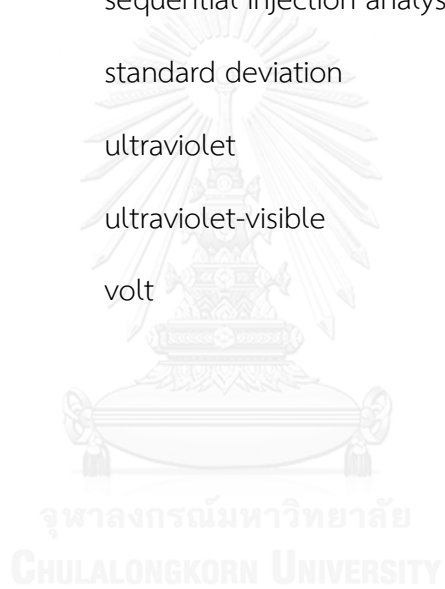 sequential injection analys
standard deviation
ultraviolet
ultraviolet-visible
volt
จุฬาลงกรณ์มหาวิทยาลัย
CHULALONGKORN UNIVERSITY